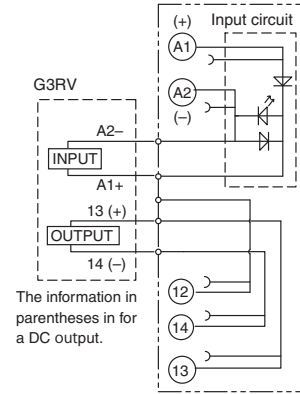 (+)
Input circuit
A1
G3RV
A2
(–)
A2–
INPUT
A1+
13 (+)
OUTPUT
14 (–)
The information in
parentheses in for
a DC output.
12
14
13